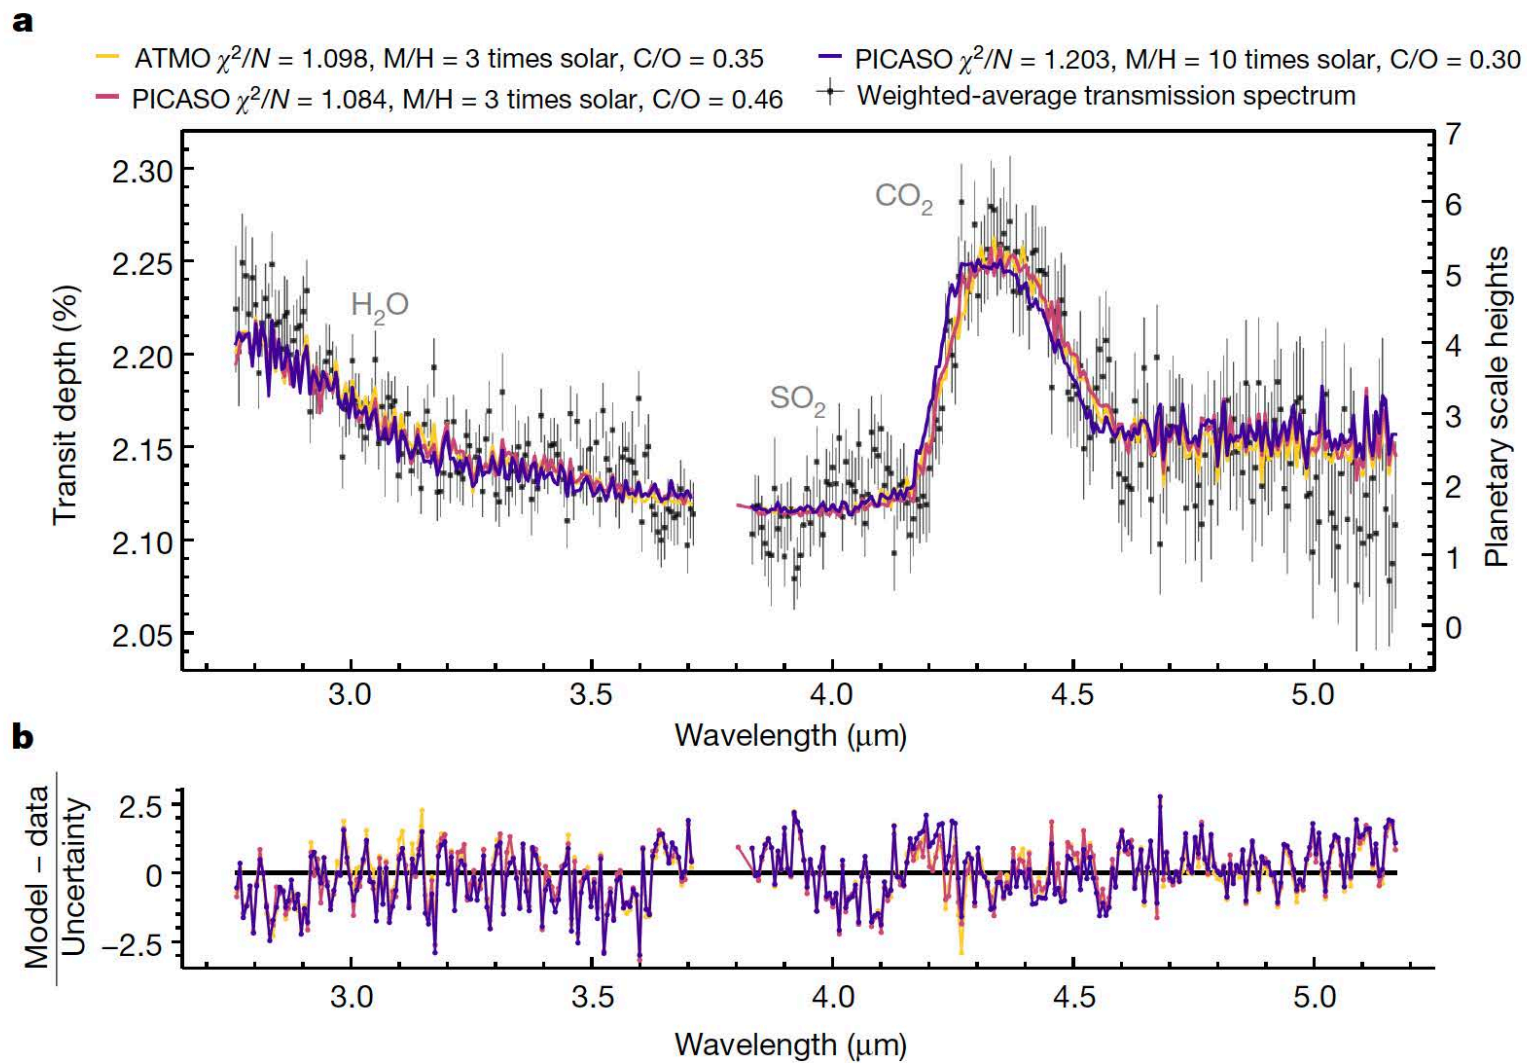 a
ATMO χ²/N = 1.098, M/H = 3 times solar, C/O = 0.35
PICASO χ²/N = 1.203, M/H = 10 times solar, C/O = 0.30
PICASO χ²/N = 1.084, M/H = 3 times solar, C/O = 0.46
Weighted-average transmission spectrum
Transit depth (%)
2.30
2.25
2.20
2.15
2.10
2.05
H₂O
SO₂
CO₂
7
6
5
4
3
2
1
0
Planetary scale heights
3.0 3.5 4.0 4.5 5.0
Wavelength (μm)
b
Model – data
Uncertainty
2.5
0
–2.5
3.0 3.5 4.0 4.5 5.0
Wavelength (μm)